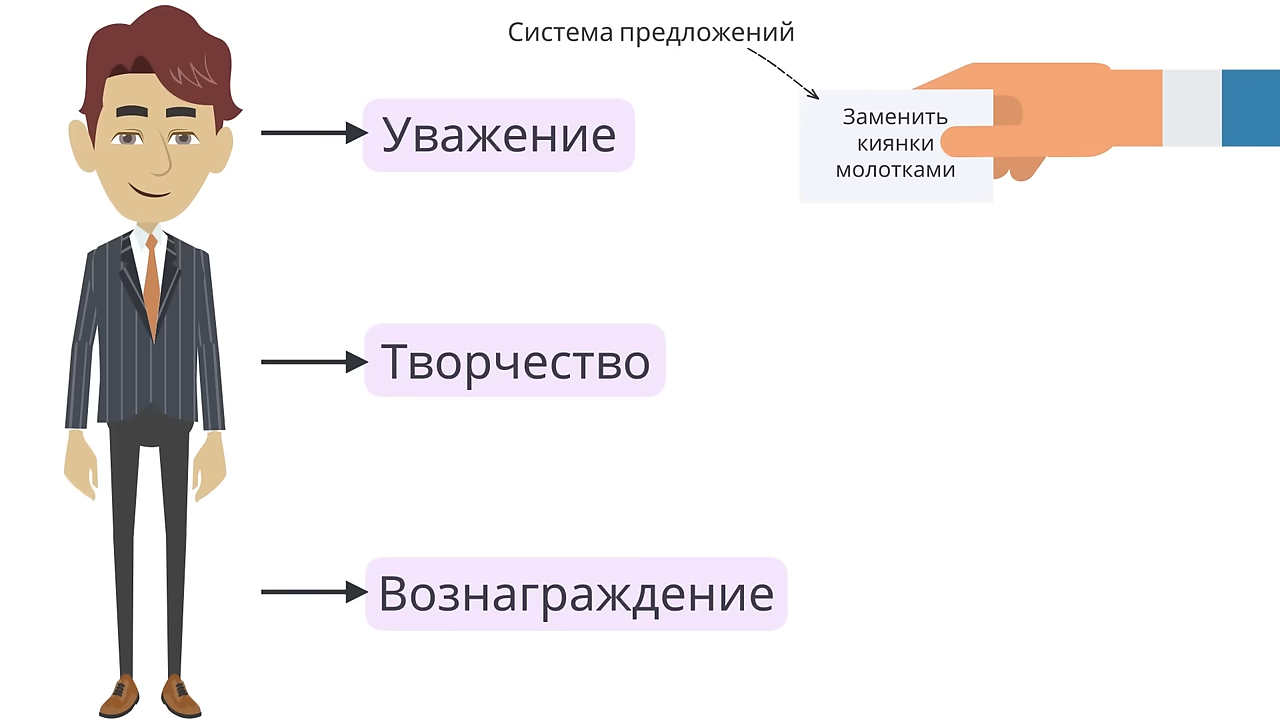 Система предложений
Уважение
Заменить
киянки
молотками
Творчество
Вознаграждение